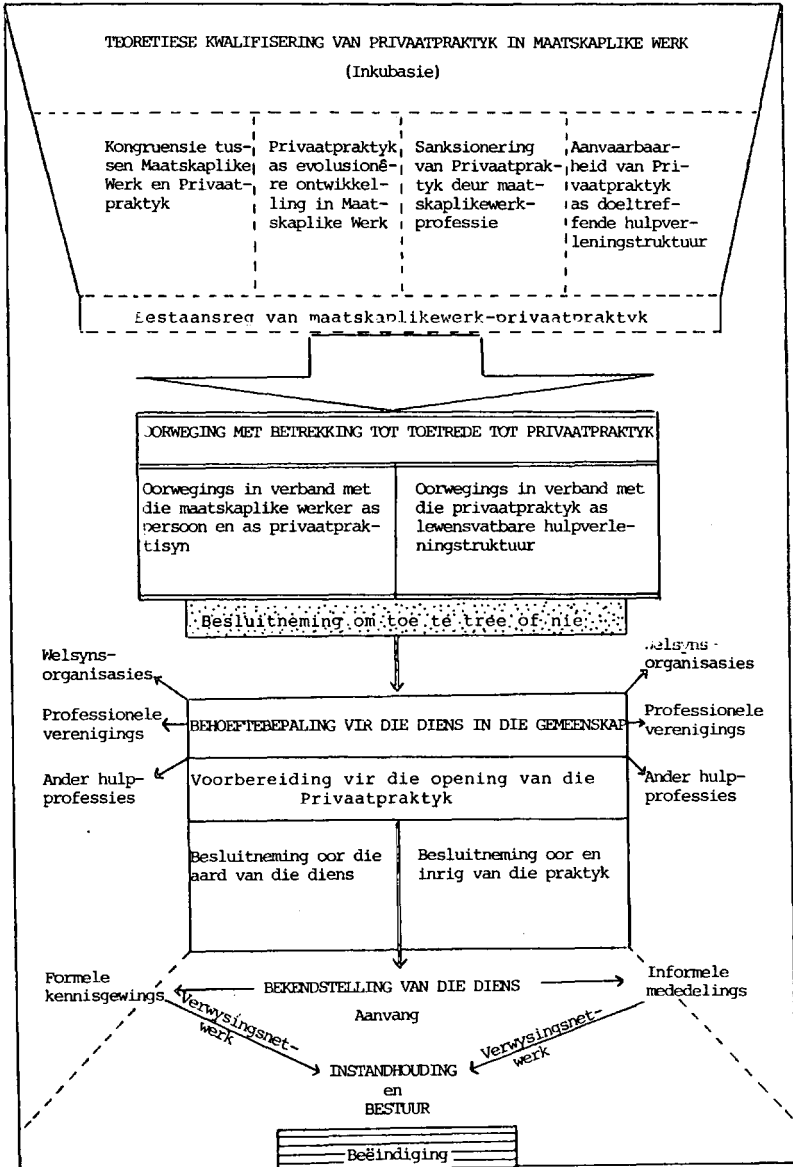 TEORETIESE KWALIFISERING VAN PRIVAATPRAKTYK IN MAATSKAPLIKE WERK
(Inkubasie)
Kongruensie tus-
sen Maatskaplike
Werk en Privaat-
praktyk
Privaatpraktyk
as evolusionê-
re ontwikkel-
ling in Maat-
skaplike Werk
Sanksionering
van Privaatprak-
tyk deur maat-
skaplikewerk-
professie
Aanvaarbaar-
heid van Pri-
vaatpraktyk
as doeltref-
fende hulpver-
leningstruktuur
Bestaansreg van maatskaplikewerk-privaatpraktyk
OORWEGING MET BETREKKING TOT TOETREDE TOT PRIVAATPRAKTYK
Oorwegings in verband met
die maatskaplike werker as
persoon en as privaatprak-
tisyn
Oorwegings in verband met
die privaatpraktyk as
lewensvatbare hulpverle-
ningstruktuur
Besluitneming om toe te tree of nie
Welsyns-
organisasies
Welsyns-
organisasies
Professionele
verenigings
BEHOEFTEBEPALING VIR DIE DIENS IN DIE GEMEENSKAP
Professionele
verenigings
Ander hulp-
professies
Voorbereiding vir die opening van die
Privaatpraktyk
Ander hulp-
professies
Besluitneming oor die
aard van die diens
Besluitneming oor en
inrig van die praktyk
Formele
kennisgewings
BEKENDSTELLING VAN DIE DIENS
Aanvang
Informele
mededelings
Verwysingsnet-
werk
Verwysingsnet-
werk
INSTANDHOUDING
en
BESTUUR
Beëindiging